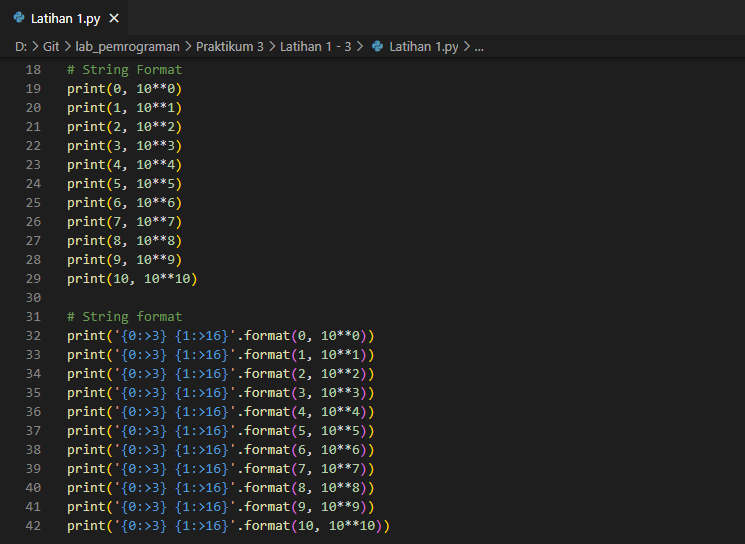 Latihan 1.py
D: > Git > lab_pemrograman > Praktikum 3 > Latihan 1 - 3 > Latihan 1.py > ...
18 # String Format
19 print(0, 10**0)
20 print(1, 10**1)
21 print(2, 10**2)
22 print(3, 10**3)
23 print(4, 10**4)
24 print(5, 10**5)
25 print(6, 10**6)
26 print(7, 10**7)
27 print(8, 10**8)
28 print(9, 10**9)
29 print(10, 10**10)
30
31 # String format
32 print('{0:>3} {1:>16}'.format(0, 10**0))
33 print('{0:>3} {1:>16}'.format(1, 10**1))
34 print('{0:>3} {1:>16}'.format(2, 10**2))
35 print('{0:>3} {1:>16}'.format(3, 10**3))
36 print('{0:>3} {1:>16}'.format(4, 10**4))
37 print('{0:>3} {1:>16}'.format(5, 10**5))
38 print('{0:>3} {1:>16}'.format(6, 10**6))
39 print('{0:>3} {1:>16}'.format(7, 10**7))
40 print('{0:>3} {1:>16}'.format(8, 10**8))
41 print('{0:>3} {1:>16}'.format(9, 10**9))
42 print('{0:>3} {1:>16}'.format(10, 10**10))